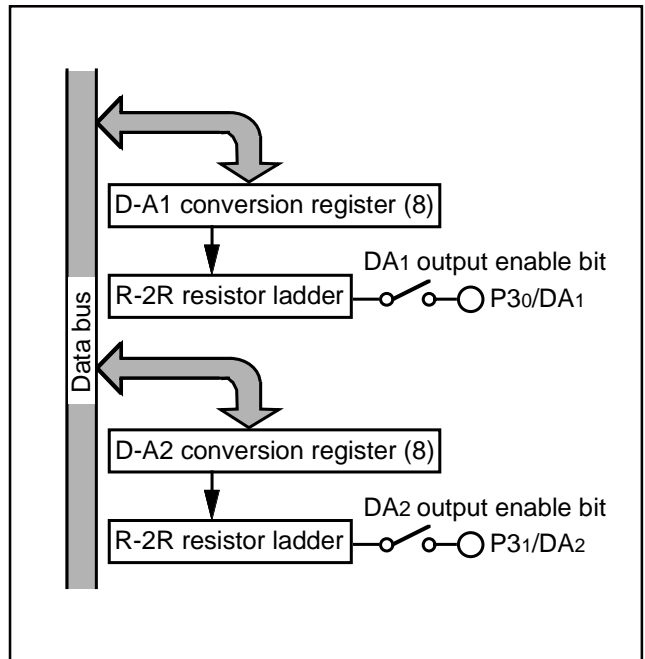 Data bus
D-A1 conversion register (8)
DA1 output enable bit
R-2R resistor ladder
P30/DA1
D-A2 conversion register (8)
DA2 output enable bit
R-2R resistor ladder
P31/DA2